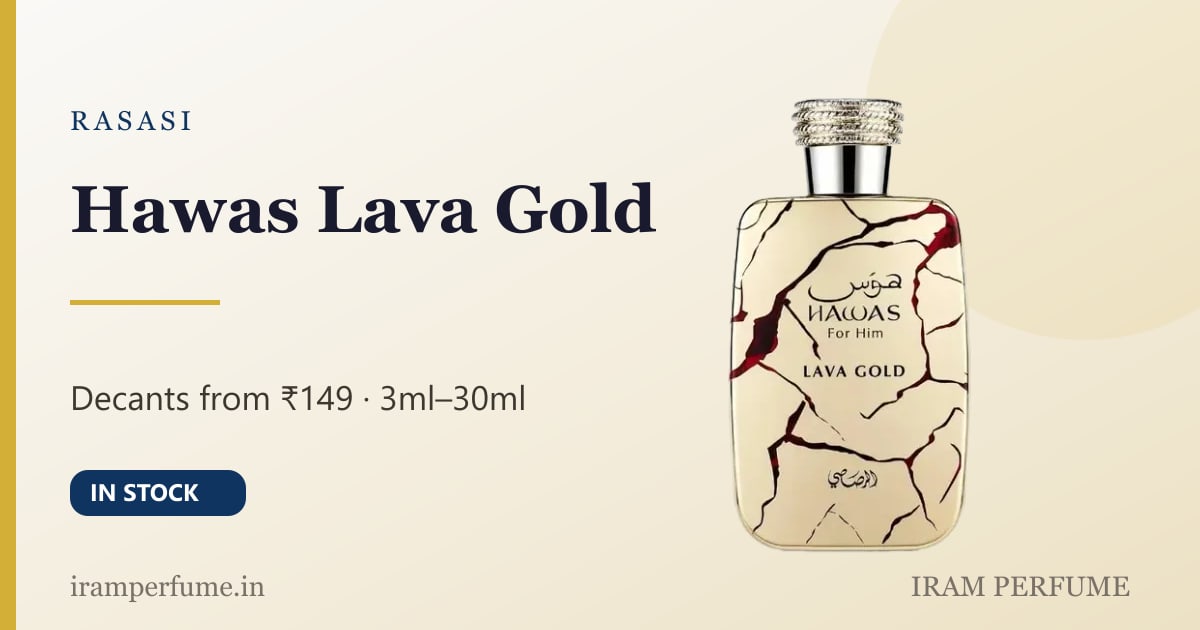 RASASI
Hawas Lava Gold
Decants from ₹149 · 3ml–30ml
IN STOCK
iramperfume.in
هوس
HAWAS
For Him
LAVA GOLD
الرصاصي
IRAM PERFUME